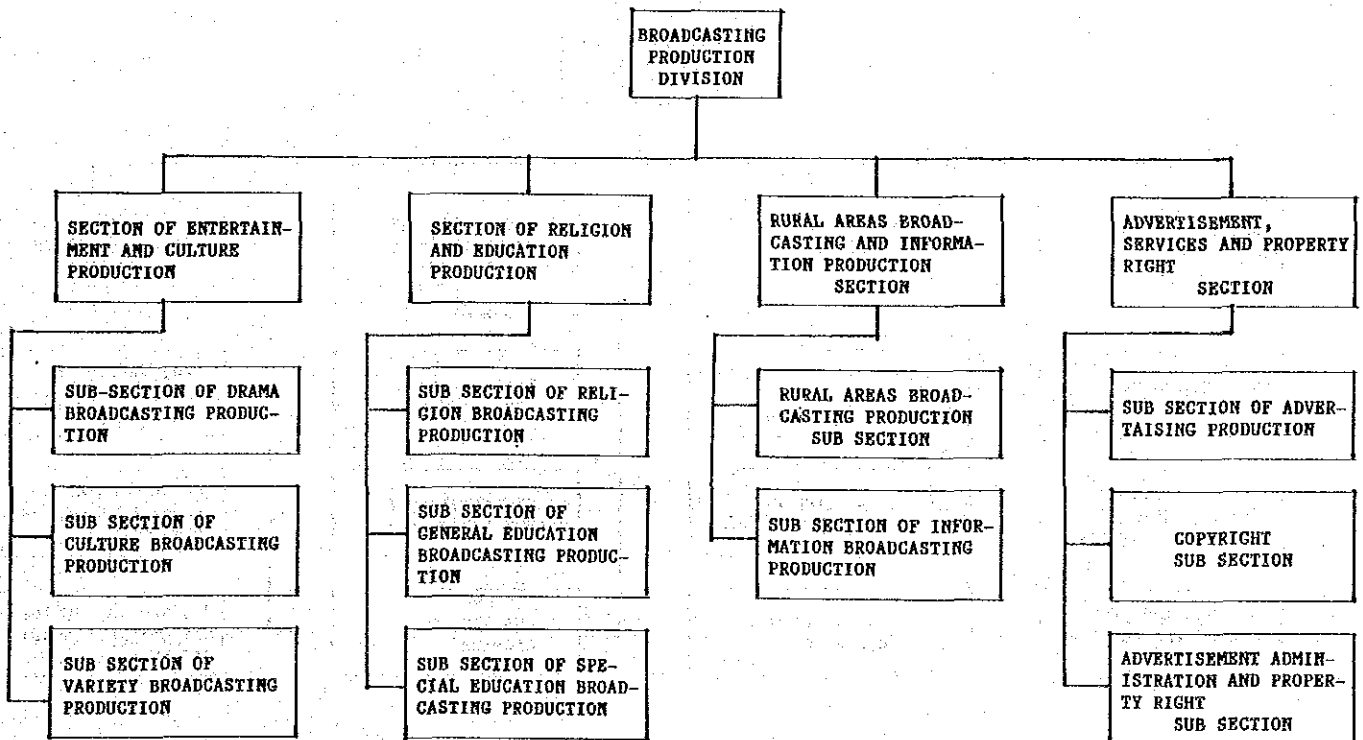 BROADCASTING
PRODUCTION
DIVISION
SECTION OF ENTERTAIN-
MENT AND CULTURE
PRODUCTION
SECTION OF RELIGION
AND EDUCATION
PRODUCTION
RURAL AREAS BROAD-
CASTING AND INFORMA-
TION PRODUCTION
SECTION
ADVERTISEMENT,
SERVICES AND PROPERTY
RIGHT
SECTION
SUB-SECTION OF DRAMA
BROADCASTING PRODUC-
TION
SUB SECTION OF RELI-
GION BROADCASTING
PRODUCTION
RURAL AREAS BROAD-
CASTING PRODUCTION
SUB SECTION
SUB SECTION OF ADVER-
TAISING PRODUCTION
SUB SECTION OF
CULTURE BROADCASTING
PRODUCTION
SUB SECTION OF
GENERAL EDUCATION
BROADCASTING PRODUC-
TION
SUB SECTION OF INFOR-
MATION BROADCASTING
PRODUCTION
COPYRIGHT
SUB SECTION
SUB SECTION OF
VARIETY BROADCASTING
PRODUCTION
SUB SECTION OF SPE-
CIAL EDUCATION BROAD-
CASTING PRODUCTION
ADVERTISEMENT ADMIN-
ISTRATION AND PROPER-
TY RIGHT
SUB SECTION